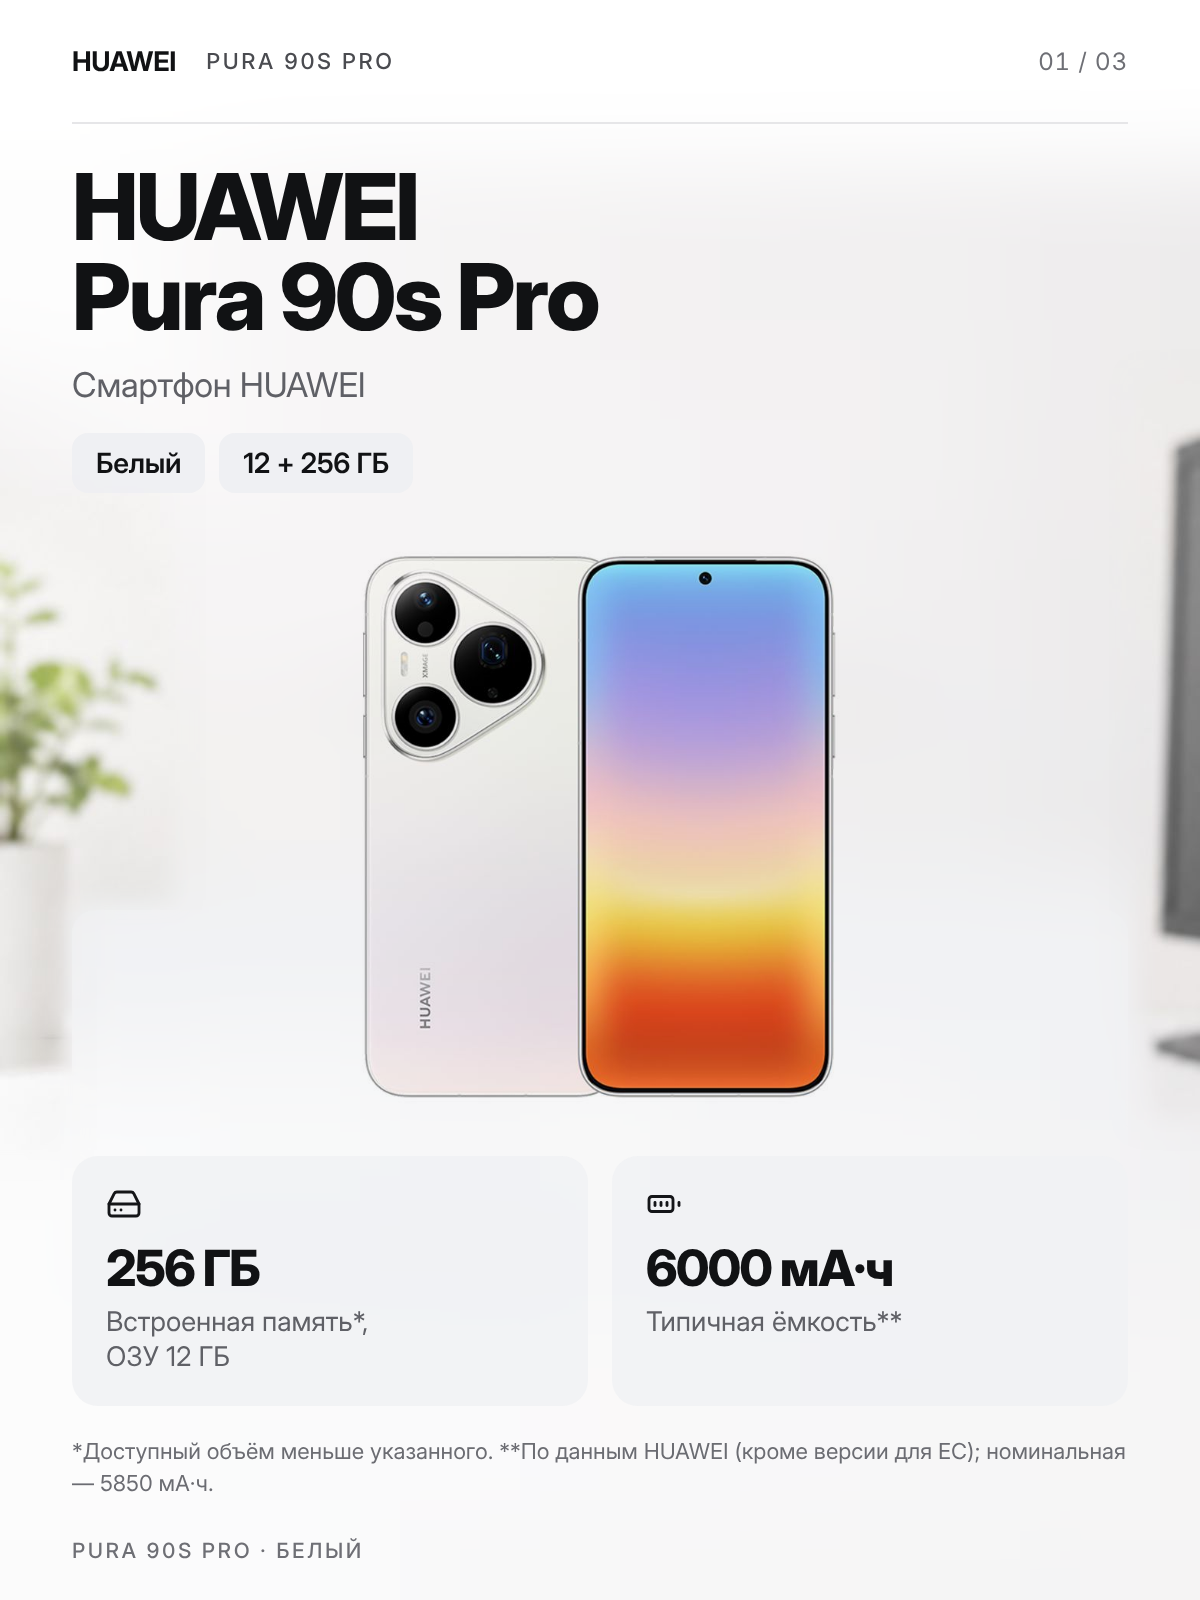 HUAWEI PURA 90S PRO 01 / 03
HUAWEI
Pura 90s Pro
Смартфон HUAWEI
Белый 12 + 256 ГБ
XMAGE
HUAWEI
256 ГБ
Встроенная память*,
ОЗУ 12 ГБ
6000 мА·ч
Типичная ёмкость**
*Доступный объём меньше указанного. **По данным HUAWEI (кроме версии для ЕС); номинальная
— 5850 мА·ч.
PURA 90S PRO · БЕЛЫЙ